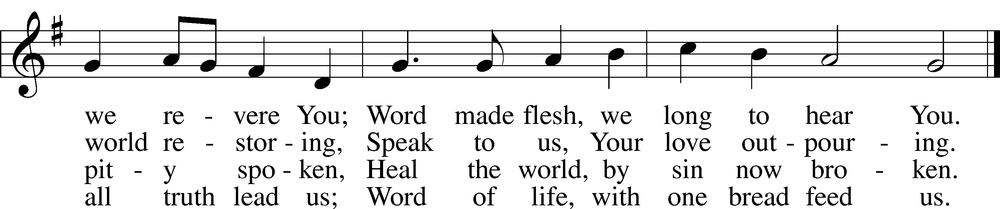 we re - vere You; Word made flesh, we long to hear You.
world re - stor - ing, Speak to us, Your love out - pour - ing.
pit - y spo - ken, Heal the world, by sin now bro - ken.
all truth lead us; Word of life, with one bread feed us.